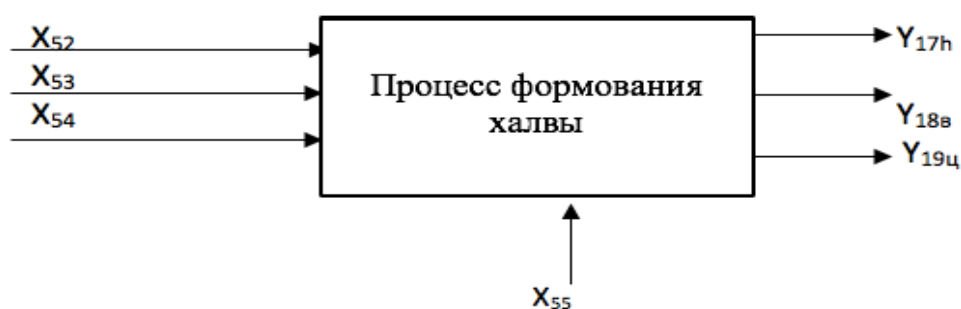 X52
X53
X54
Процесс формования
халвы
Y17h
Y18в
Y19ц
X55